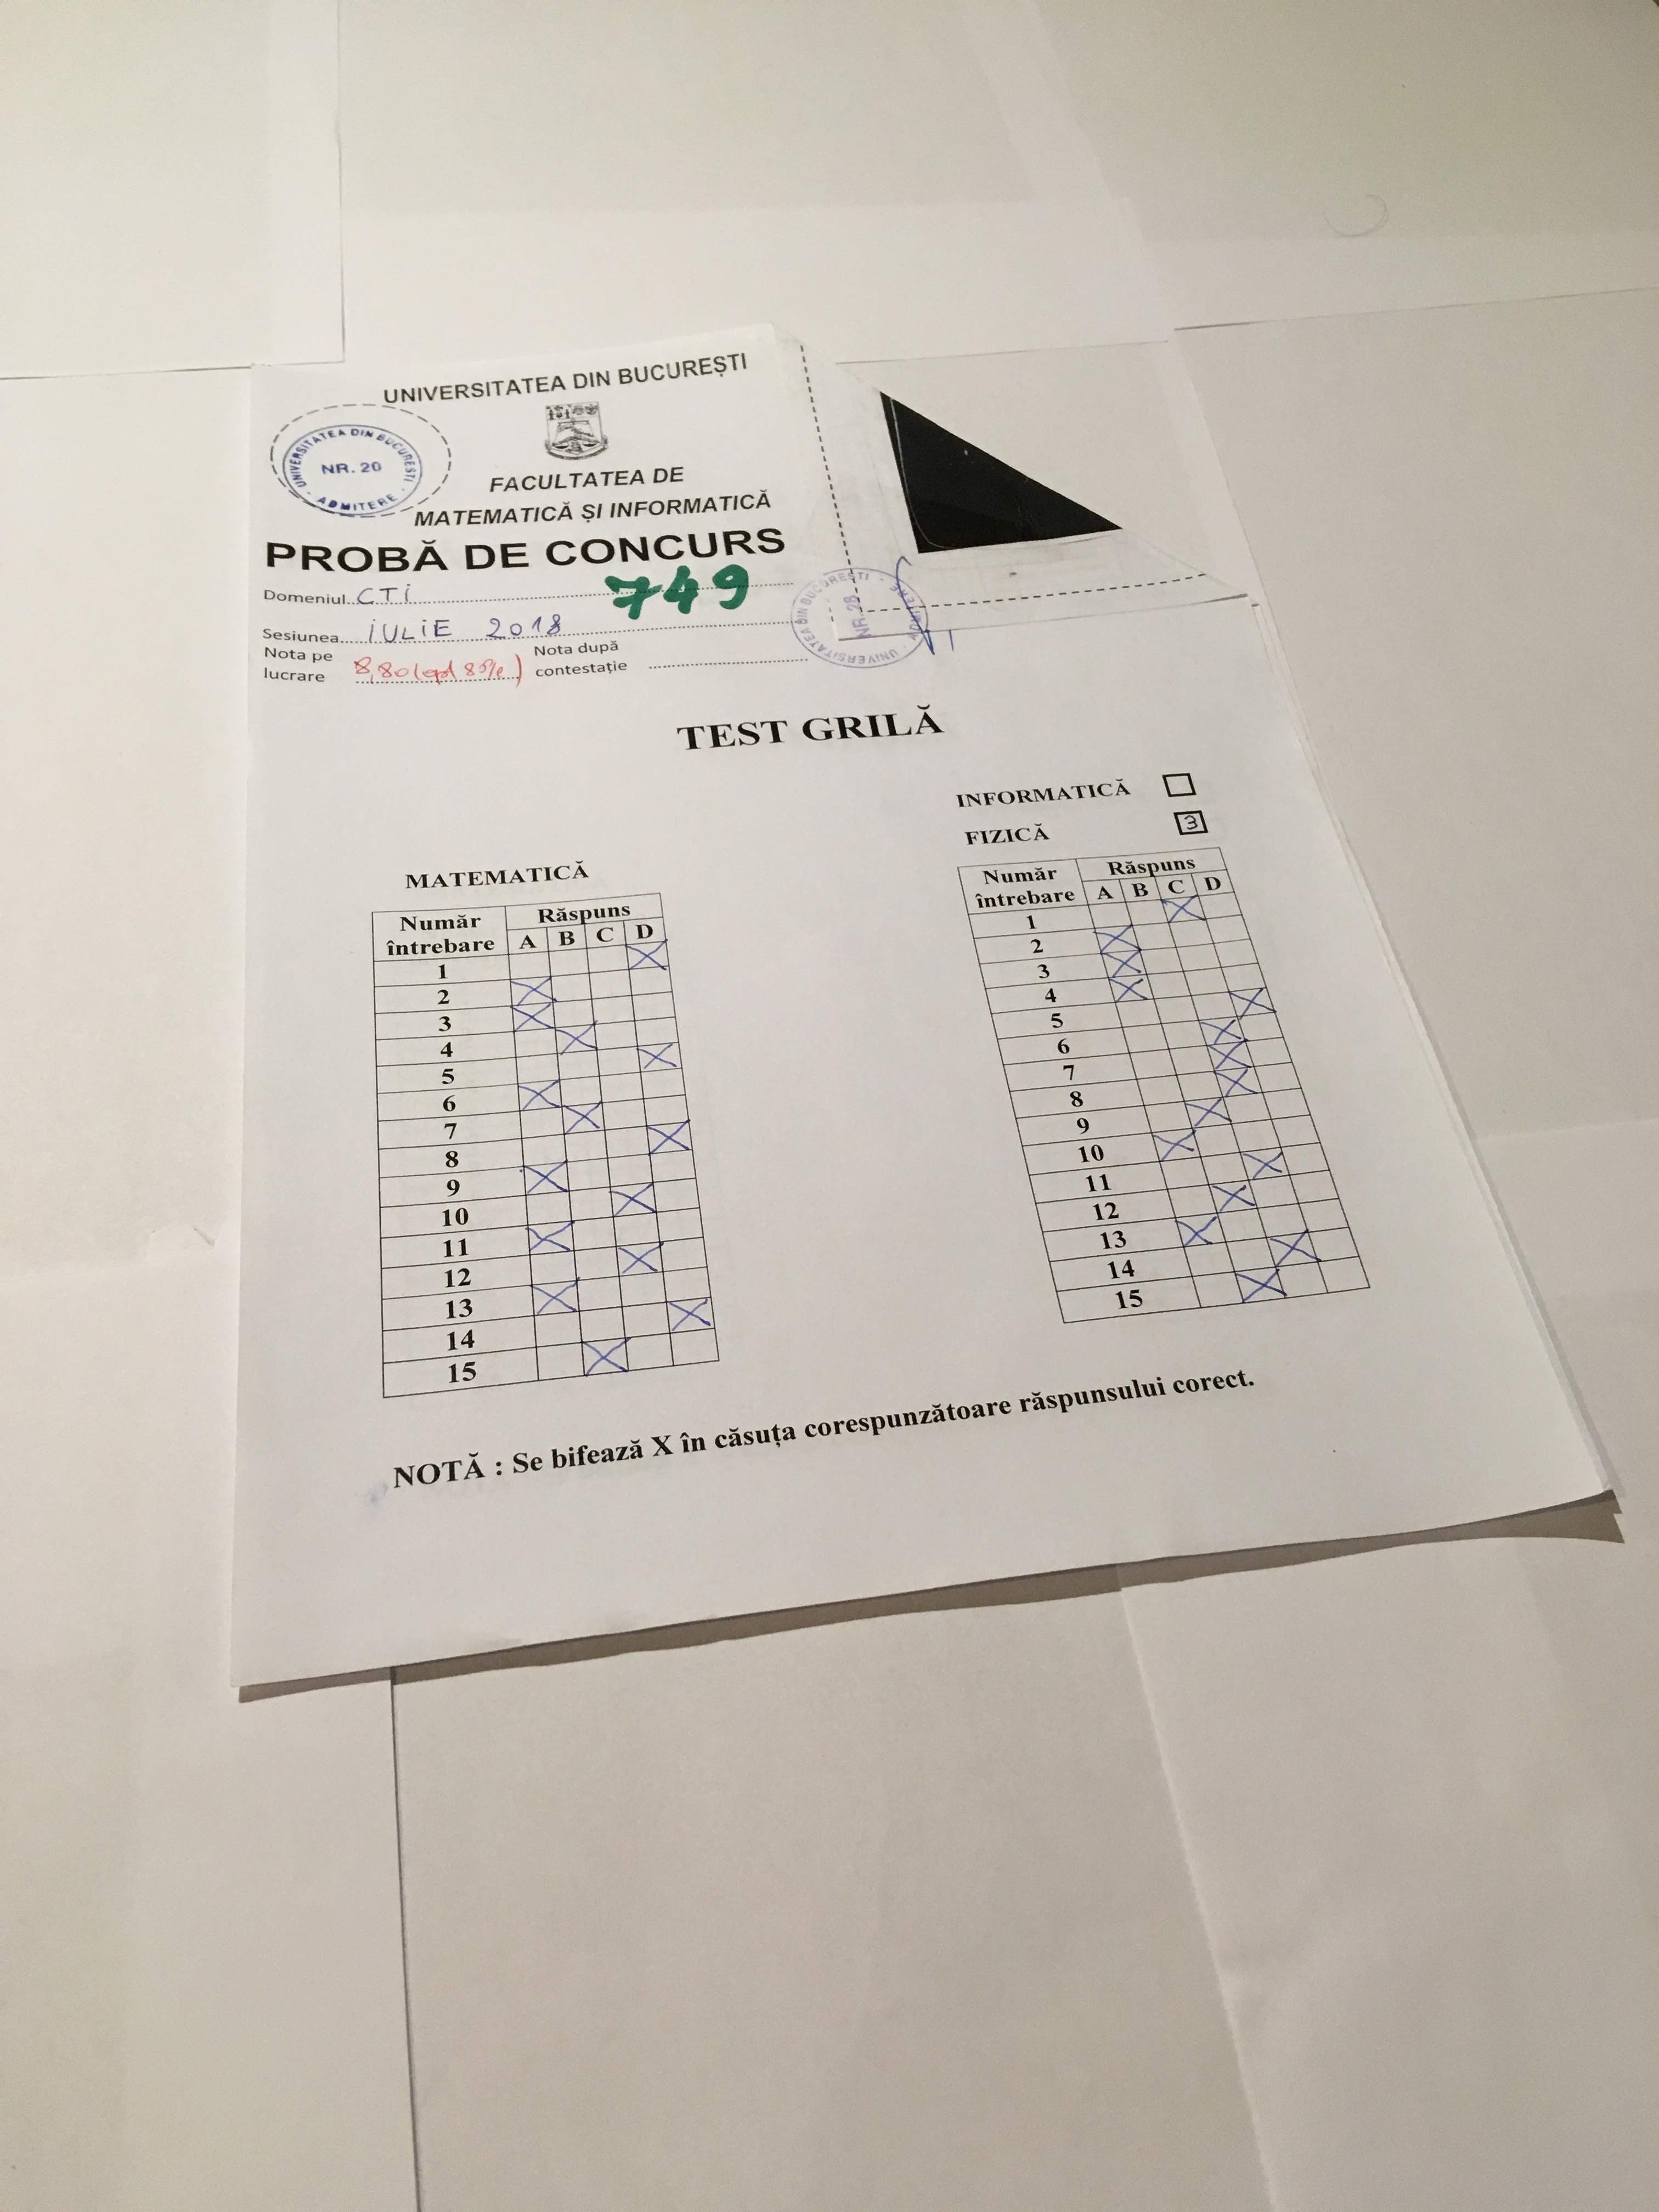 UNIVERSITATEA DIN BUCUREȘTI
UNIVERSITATEA DIN BUCUREȘTI
NR. 20
ADMITERE
FACULTATEA DE
MATEMATICĂ ȘI INFORMATICĂ
PROBĂ DE CONCURS
Domeniul CTI
749
Sesiunea IULIE 2018
Nota pe lucrare 8,80
Nota după contestație
UNIVERSITATEA DIN BUCUREȘTI
NR. 28
ADMITERE
TEST GRILĂ
INFORMATICĂ
FIZICĂ 3
MATEMATICĂ
Număr întrebare Răspuns
A B C D
1 X
2 X
3 X
4 X
5 X
6 X
7 X
8 X
9 X
10 X
11 X
12 X
13 X
14 X
15 X
Număr întrebare Răspuns
A B C D
1 X
2 X
3 X
4 X
5 X
6 X
7 X
8 X
9 X
10 X
11 X
12 X
13 X
14 X
15 X
NOTĂ : Se bifează X în căsuța corespunzătoare răspunsului corect.